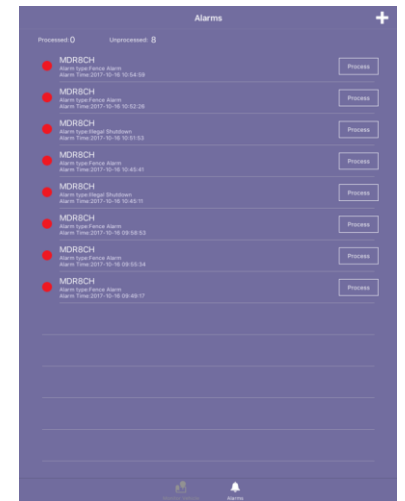 Alarms
Processed: 0 Unprocessed: 8
MDR8CH
Alarm type:Fence Alarm
Alarm Time:2017-10-16 10:54:59
Process
MDR8CH
Alarm type:Fence Alarm
Alarm Time:2017-10-16 10:52:26
Process
MDR8CH
Alarm type:Illegal Shutdown
Alarm Time:2017-10-16 10:51:53
Process
MDR8CH
Alarm type:Fence Alarm
Alarm Time:2017-10-16 10:45:41
Process
MDR8CH
Alarm type:Illegal Shutdown
Alarm Time:2017-10-16 10:45:11
Process
MDR8CH
Alarm type:Fence Alarm
Alarm Time:2017-10-16 09:58:53
Process
MDR8CH
Alarm type:Fence Alarm
Alarm Time:2017-10-16 09:55:34
Process
MDR8CH
Alarm type:Fence Alarm
Alarm Time:2017-10-16 09:49:17
Process
Alarms